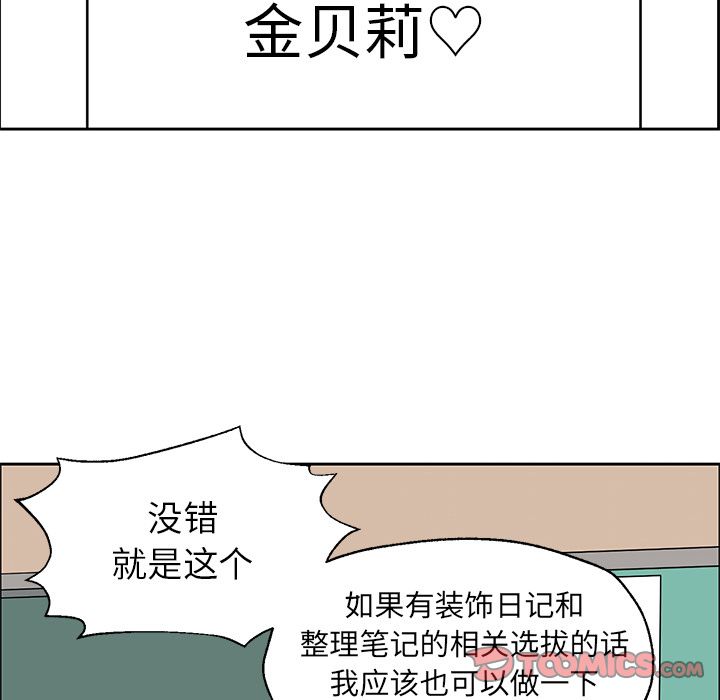 金贝莉♡
没错
就是这个
如果有装饰日记和
整理笔记的相关选拔的话
我应该也可以做一下
TOOMICS.COM